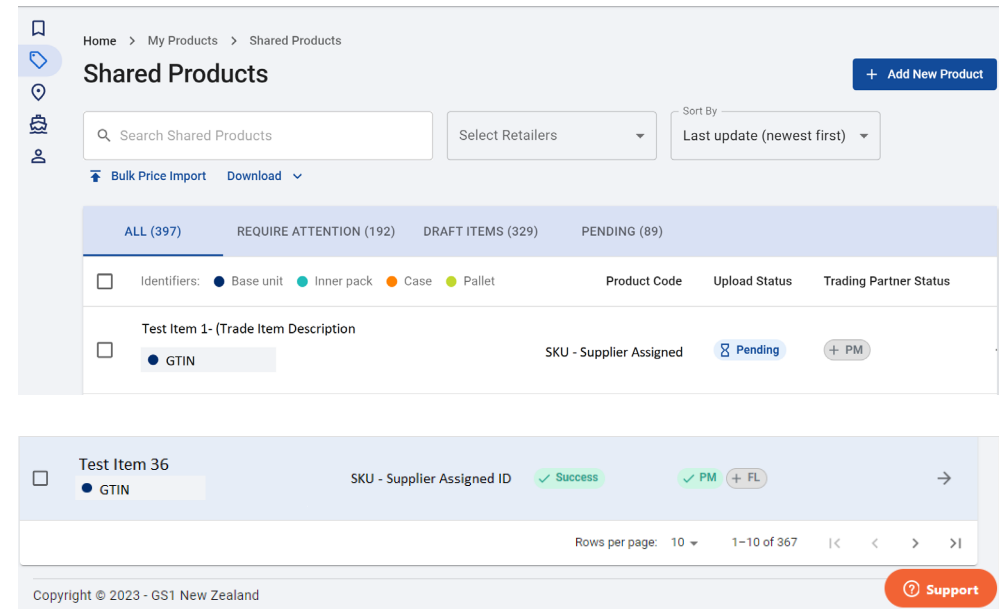 Home > My Products > Shared Products
Shared Products
+ Add New Product
Search Shared Products
Select Retailers
Sort By
Last update (newest first)
Bulk Price Import Download
ALL (397) REQUIRE ATTENTION (192) DRAFT ITEMS (329) PENDING (89)
Identifiers: Base unit Inner pack Case Pallet Product Code Upload Status Trading Partner Status
Test Item 1- (Trade Item Description
GTIN
SKU - Supplier Assigned Pending + PM
Test Item 36
GTIN
SKU - Supplier Assigned ID Success PM + FL
Rows per page: 10 1–10 of 367
Copyright © 2023 - GS1 New Zealand
Support